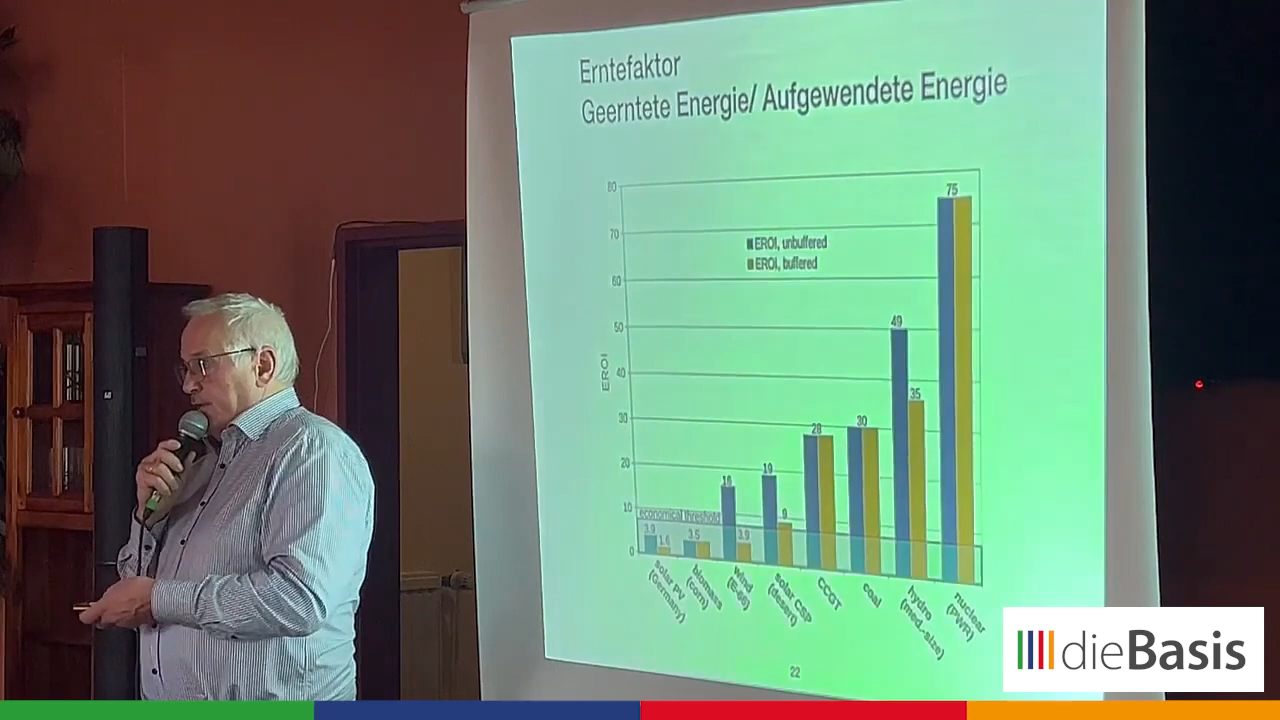 Erntefaktor
Geerntete Energie/ Aufgewendete Energie
80
70
60
50
40
30
20
10
0
EROI
EROI, unbuffered
EROI, buffered
economical threshold
3.9
1.6
3.5
16
3.9
19
9
28
30
49
35
75
solar PV
(Germany)
biomass
(corn)
wind
(E-66)
solar CSP
(desert)
CCGT
coal
hydro
(med.-size)
nuclear
(PWR)
22
dieBasis